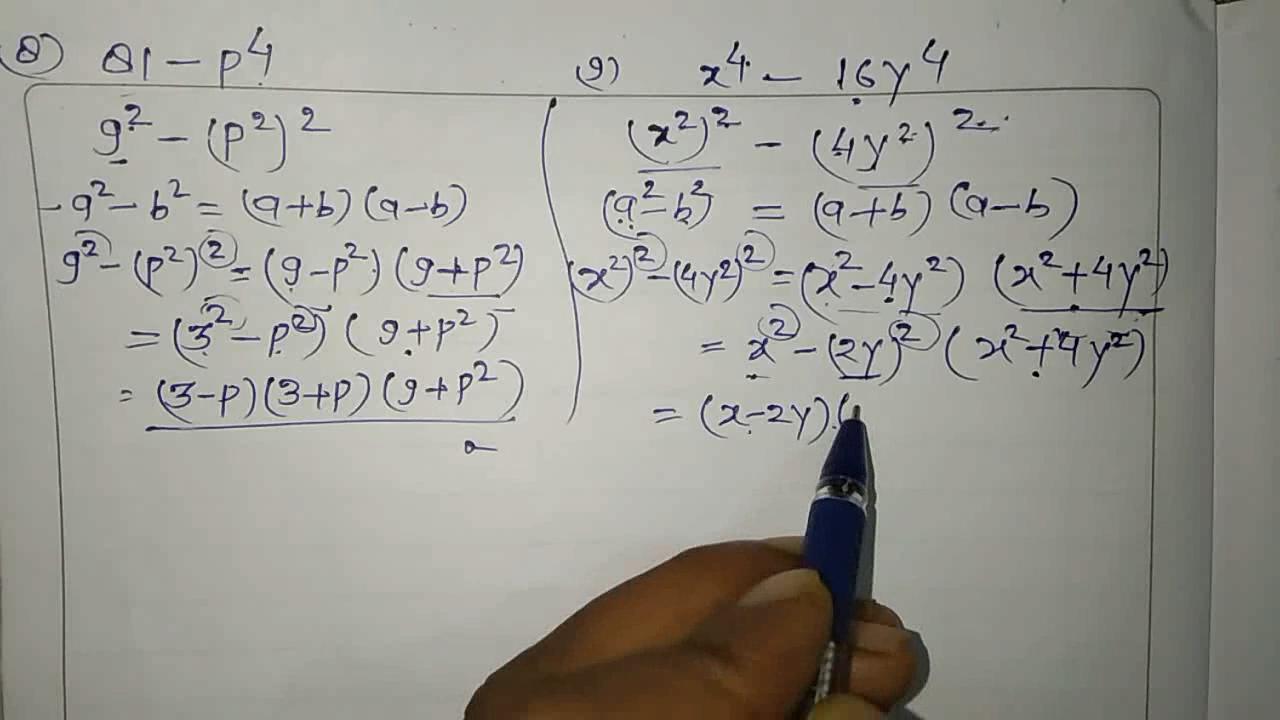 8) 81 - p⁴
9² - (p²)²
- a² - b² = (a+b) (a-b)
9² - (p²)² = (9-p²) (9+p²)
= (3² - p²) (9+p²)
= (3-p) (3+p) (9+p²)
9) x⁴ - 16y⁴
(x²)² - (4y²)²
(a² - b²) = (a+b) (a-b)
(x²)² - (4y²)² = (x² - 4y²) (x² + 4y²)
= x² - (2y)² (x² + 4y²)
= (x-2y) (